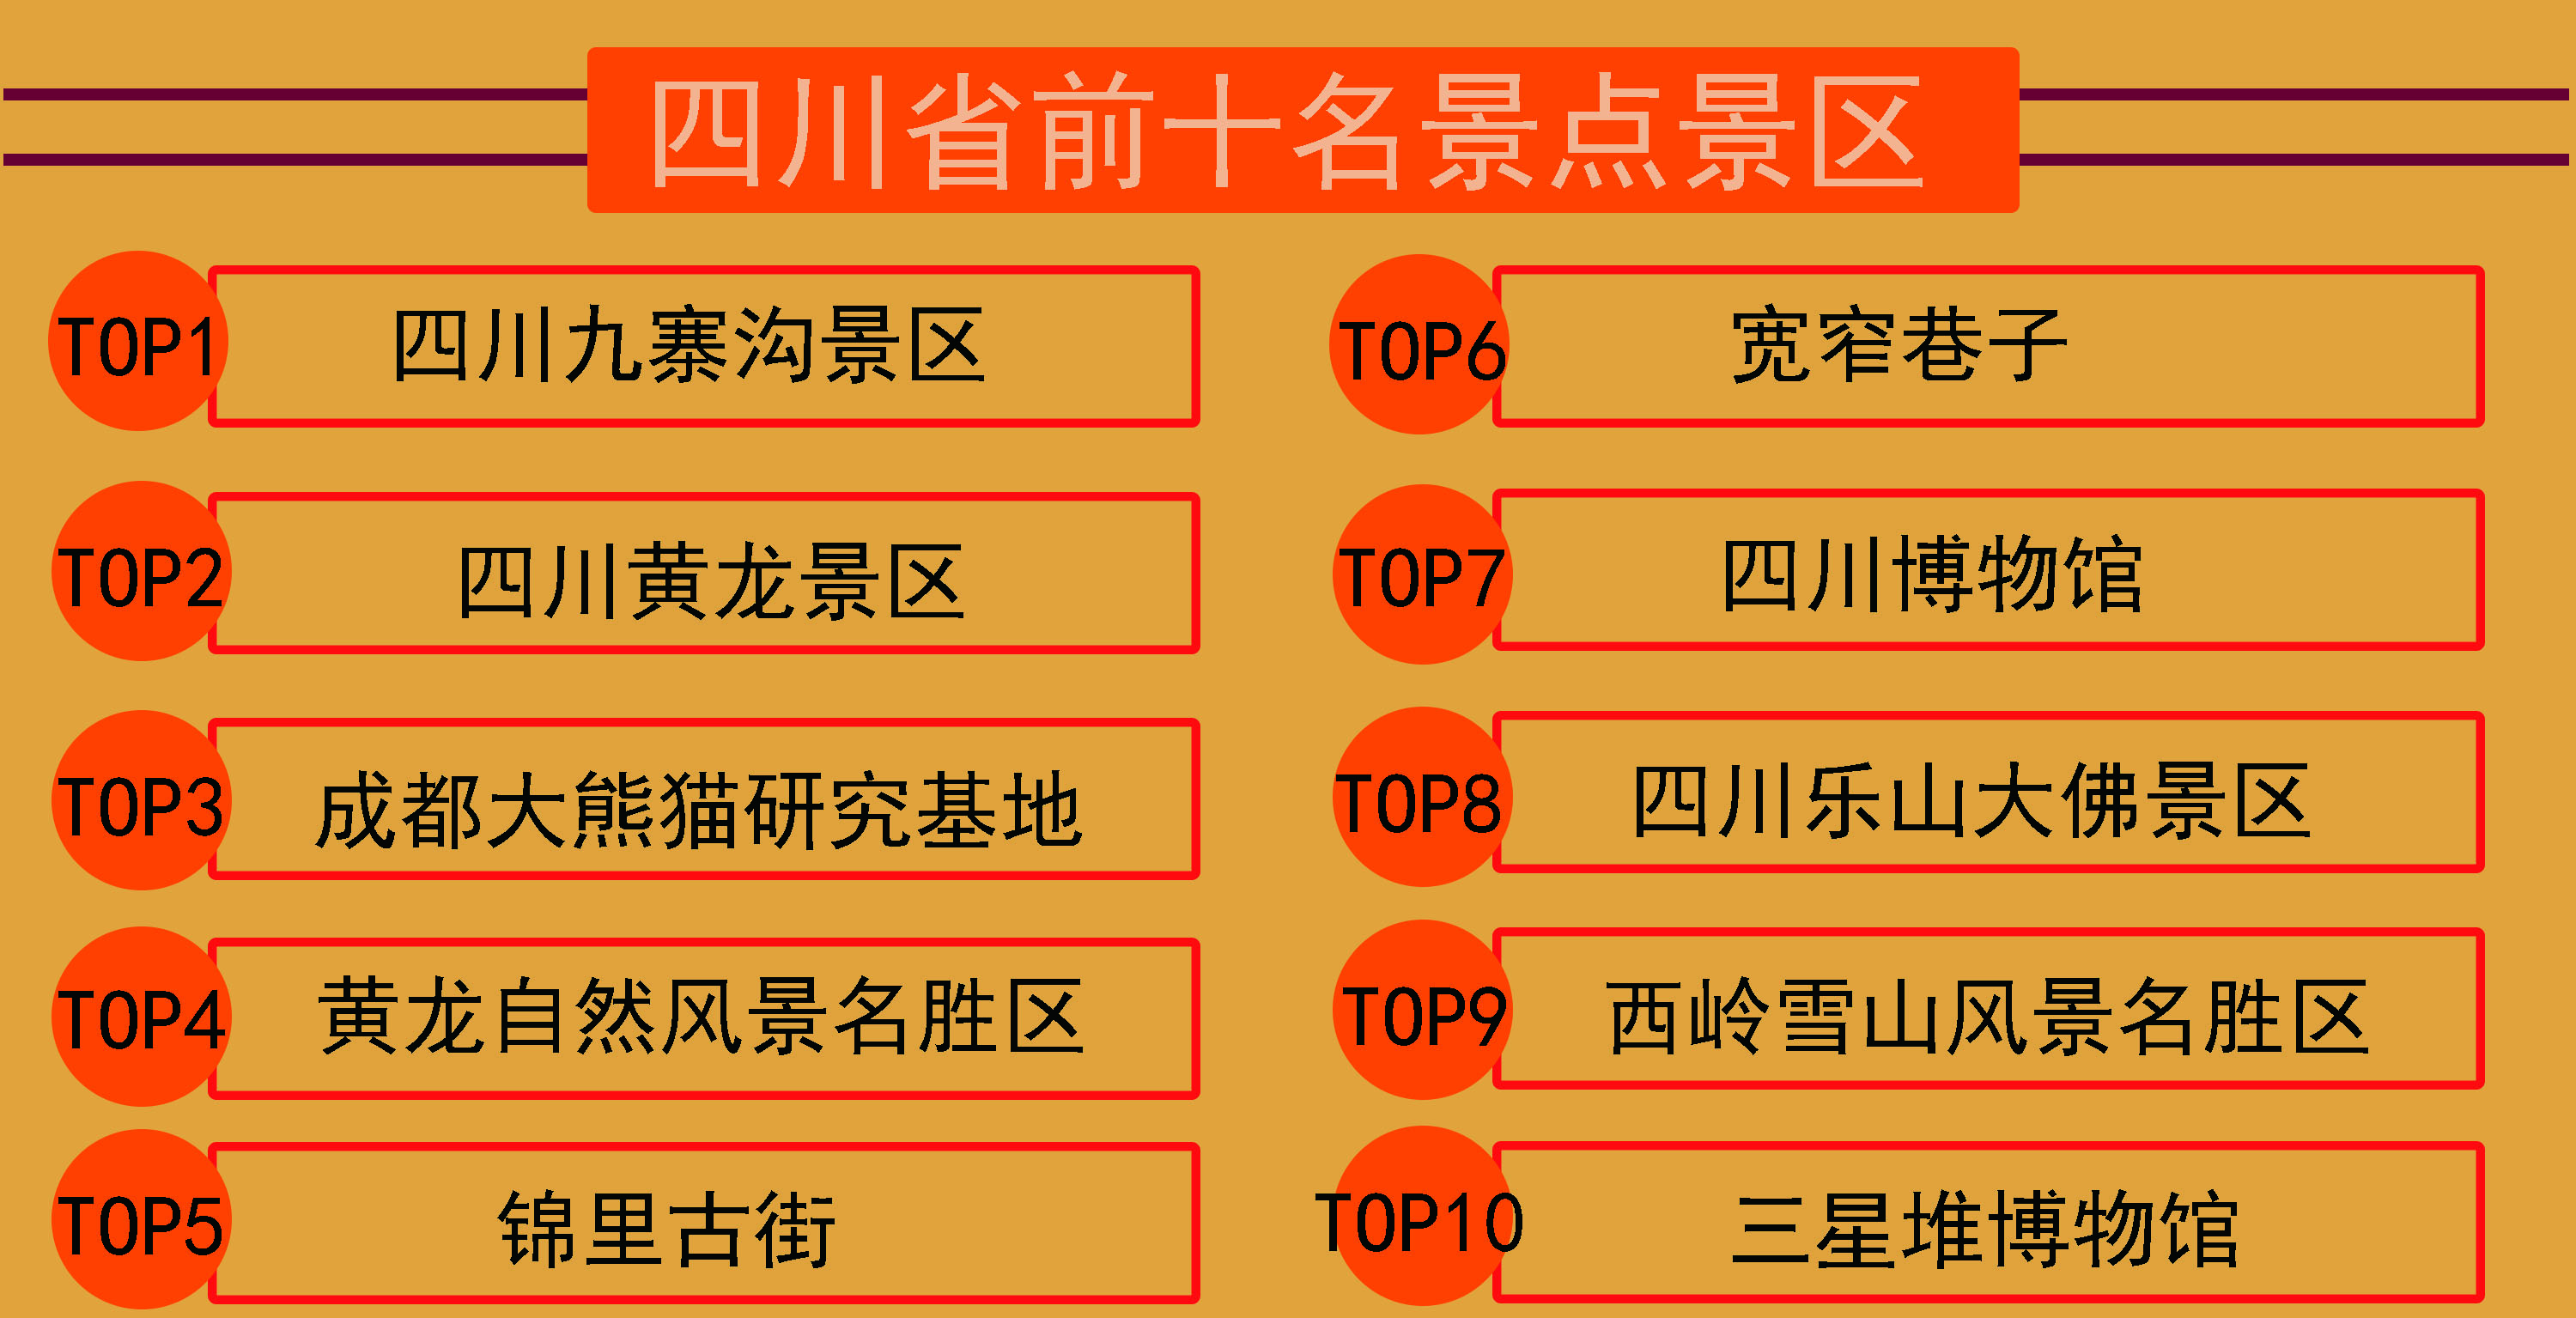 四川省前十名景点景区
TOP1 四川九寨沟景区
TOP2 四川黄龙景区
TOP3 成都大熊猫研究基地
TOP4 黄龙自然风景名胜区
TOP5 锦里古街
TOP6 宽窄巷子
TOP7 四川博物馆
TOP8 四川乐山大佛景区
TOP9 西岭雪山风景名胜区
TOP10 三星堆博物馆